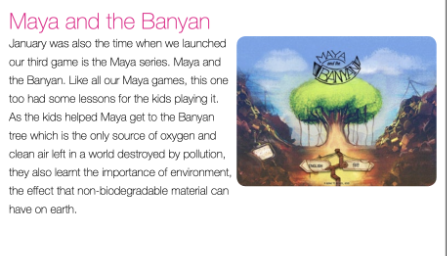 Maya and the Banyan
January was also the time when we launched
our third game is the Maya series. Maya and
the Banyan. Like all our Maya games, this one
too had some lessons for the kids playing it.
As the kids helped Maya get to the Banyan
tree which is the only source of oxygen and
clean air left in a world destroyed by pollution,
they also learnt the importance of environment,
the effect that non-biodegradable material can
have on earth.
MAYA
and the
BANYAN